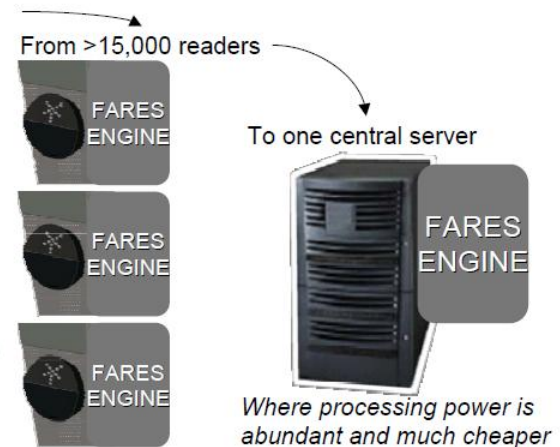 From >15,000 readers
FARES
ENGINE
FARES
ENGINE
FARES
ENGINE
To one central server
FARES
ENGINE
Where processing power is
abundant and much cheaper